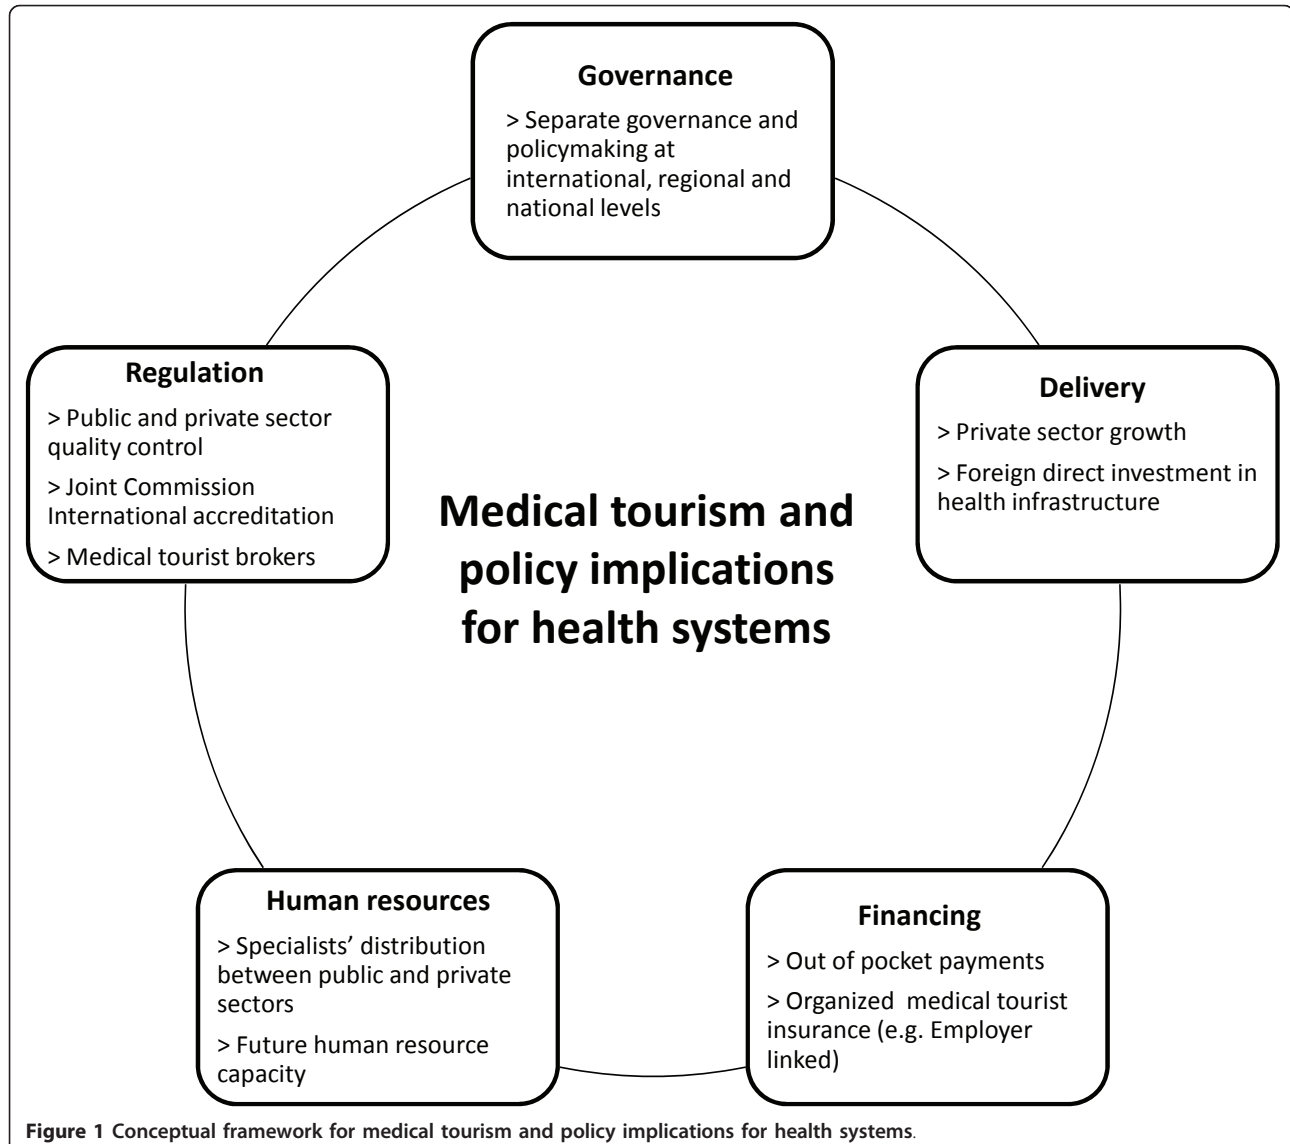 Governance
> Separate governance and
policymaking at
international, regional and
national levels
Delivery
> Private sector growth
> Foreign direct investment in
health infrastructure
Financing
> Out of pocket payments
> Organized medical tourist
insurance (e.g. Employer
linked)
Human resources
> Specialists’ distribution
between public and private
sectors
> Future human resource
capacity
Regulation
> Public and private sector
quality control
> Joint Commission
International accreditation
> Medical tourist brokers
Medical tourism and
policy implications
for health systems
Figure 1 Conceptual framework for medical tourism and policy implications for health systems.